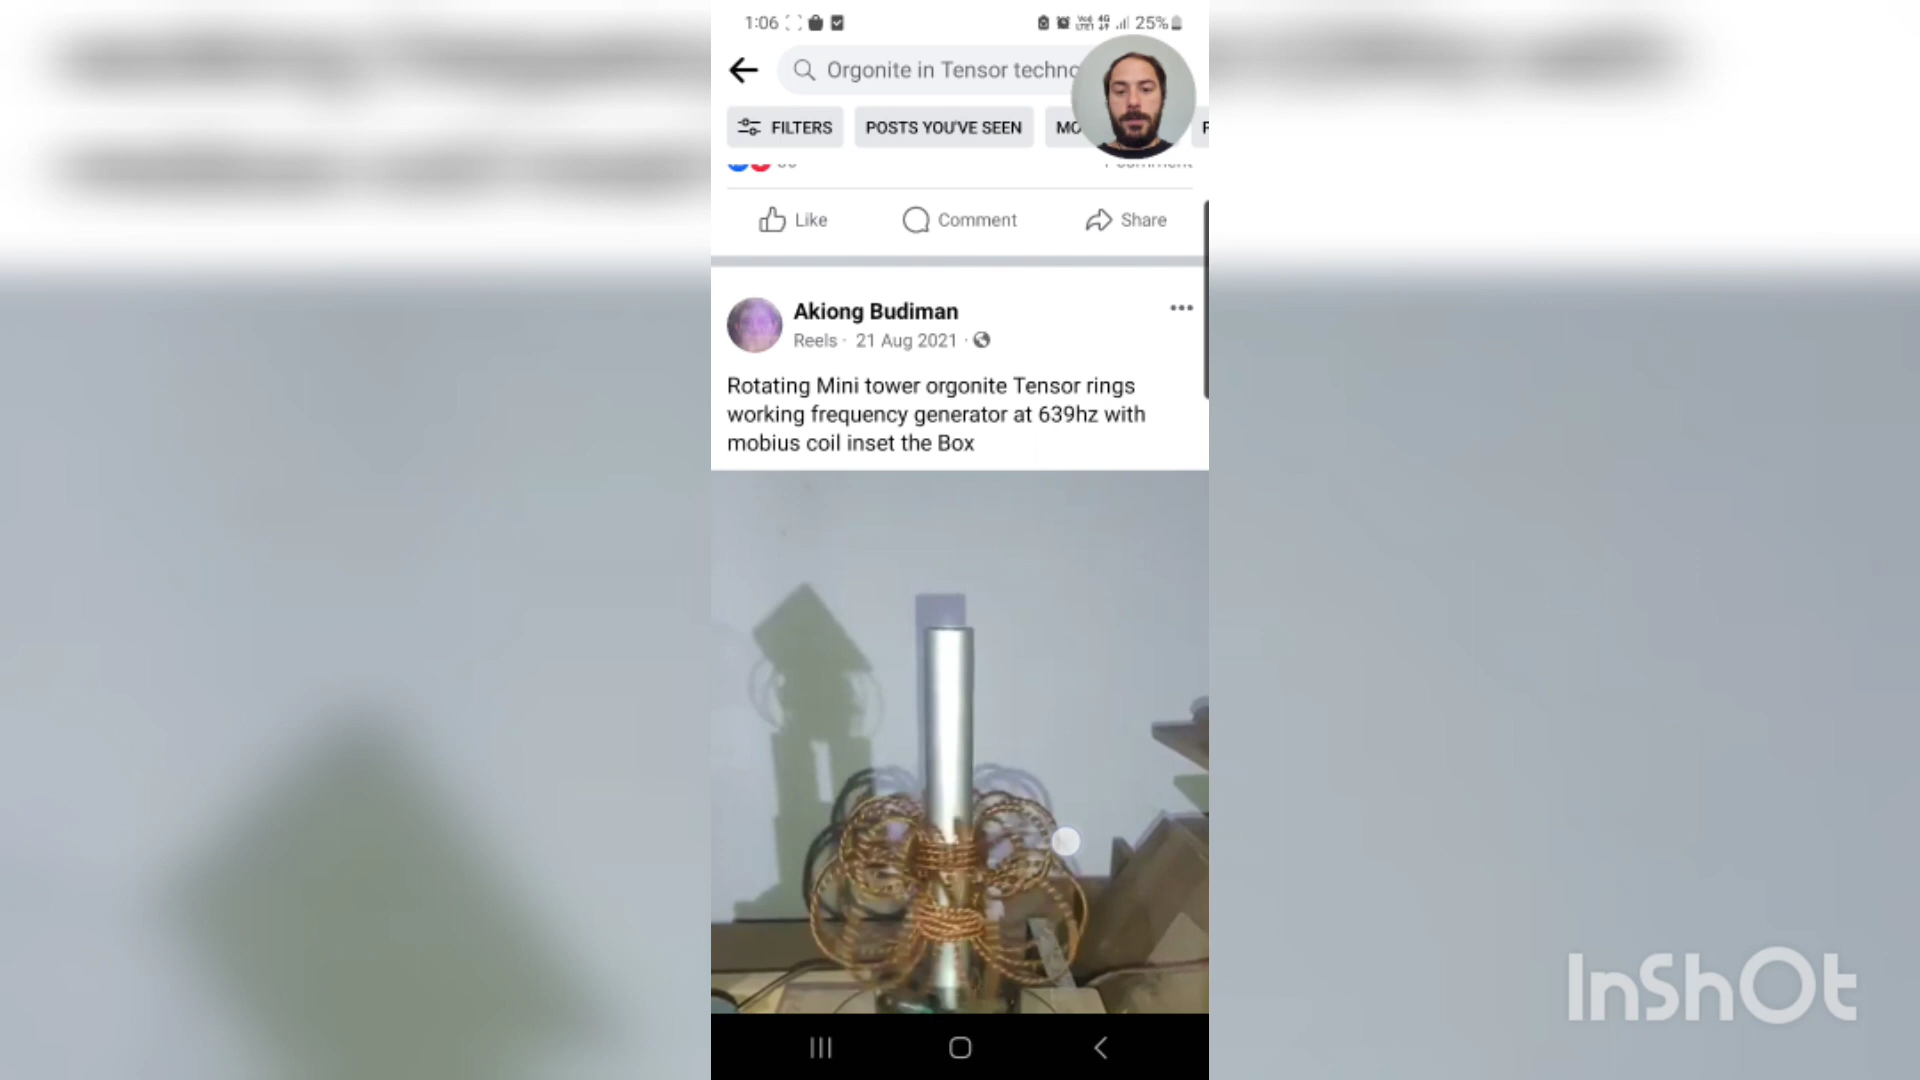 1:06
25%
Orgonite in Tensor techno
FILTERS
POSTS YOU'VE SEEN
MO
Like
Comment
Share
Akiong Budiman
Reels · 21 Aug 2021 ·
Rotating Mini tower orgonite Tensor rings
working frequency generator at 639hz with
mobius coil inset the Box
InShOt